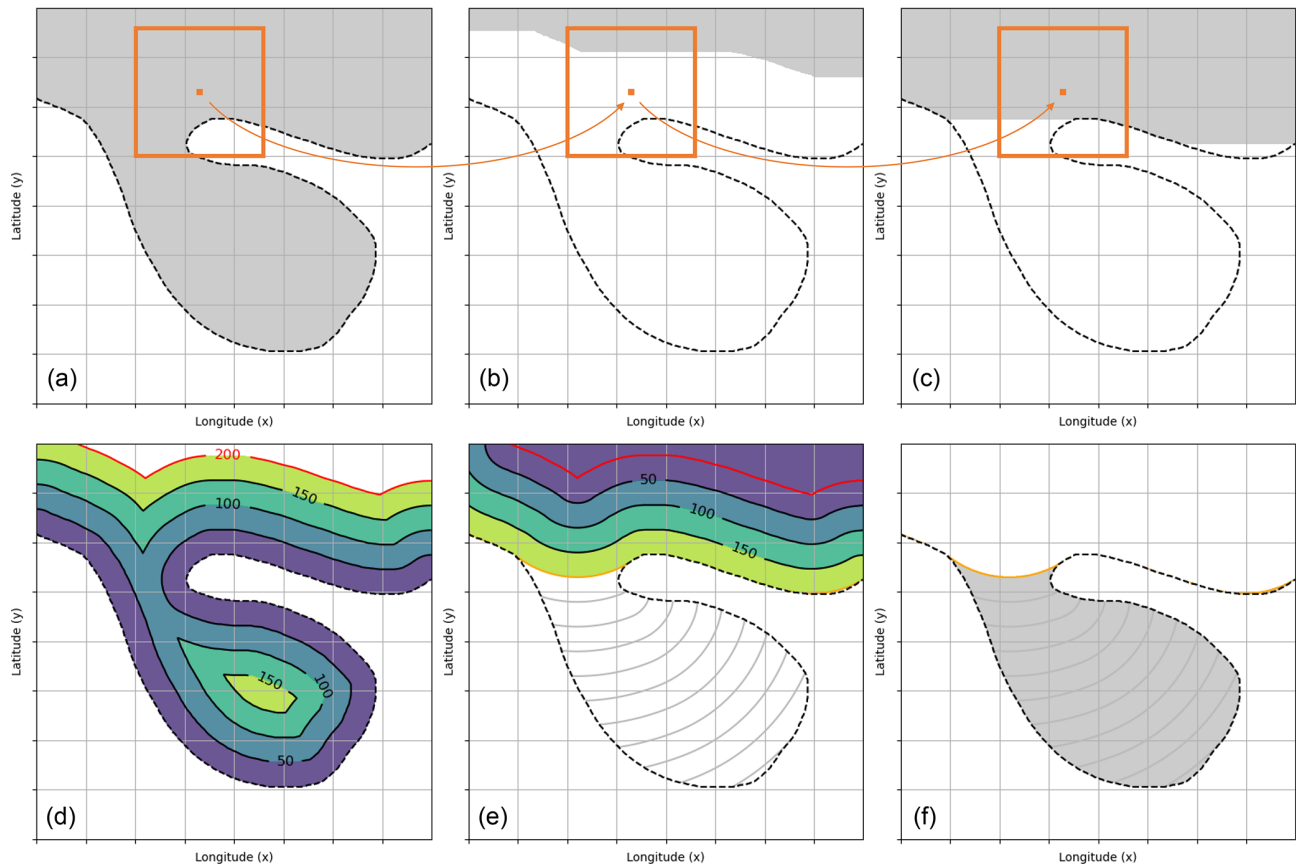 Latitude (y)
(a)
Longitude (x)
Latitude (y)
(b)
Longitude (x)
Latitude (y)
(c)
Longitude (x)
Latitude (y)
200
150
100
150
100
50
(d)
Longitude (x)
Latitude (y)
50
100
150
(e)
Longitude (x)
Latitude (y)
(f)
Longitude (x)